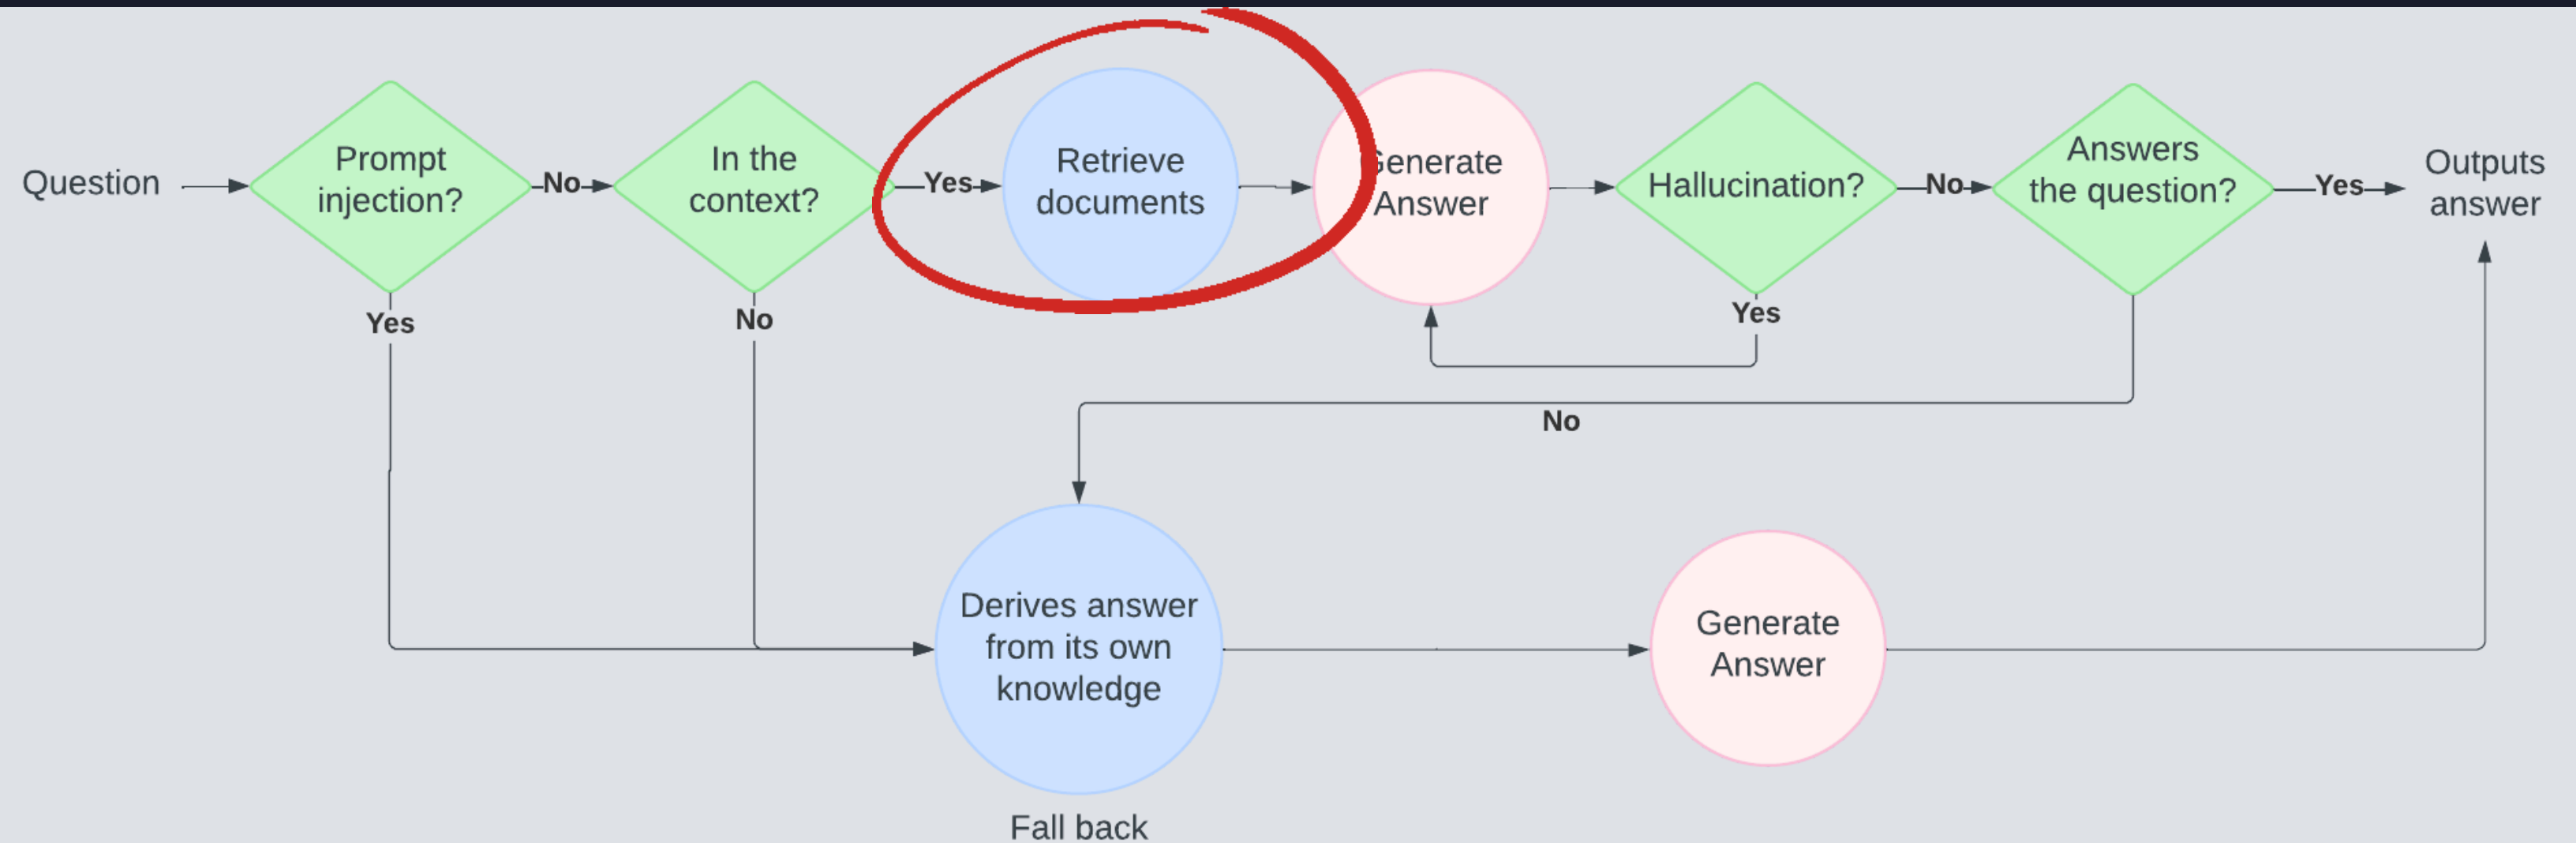 Question
Prompt
injection?
No
In the
context?
Yes
Retrieve
documents
Generate
Answer
Hallucination?
No
Answers
the question?
Yes
Outputs
answer
Yes
No
Yes
No
Derives answer
from its own
knowledge
Generate
Answer
Fall back